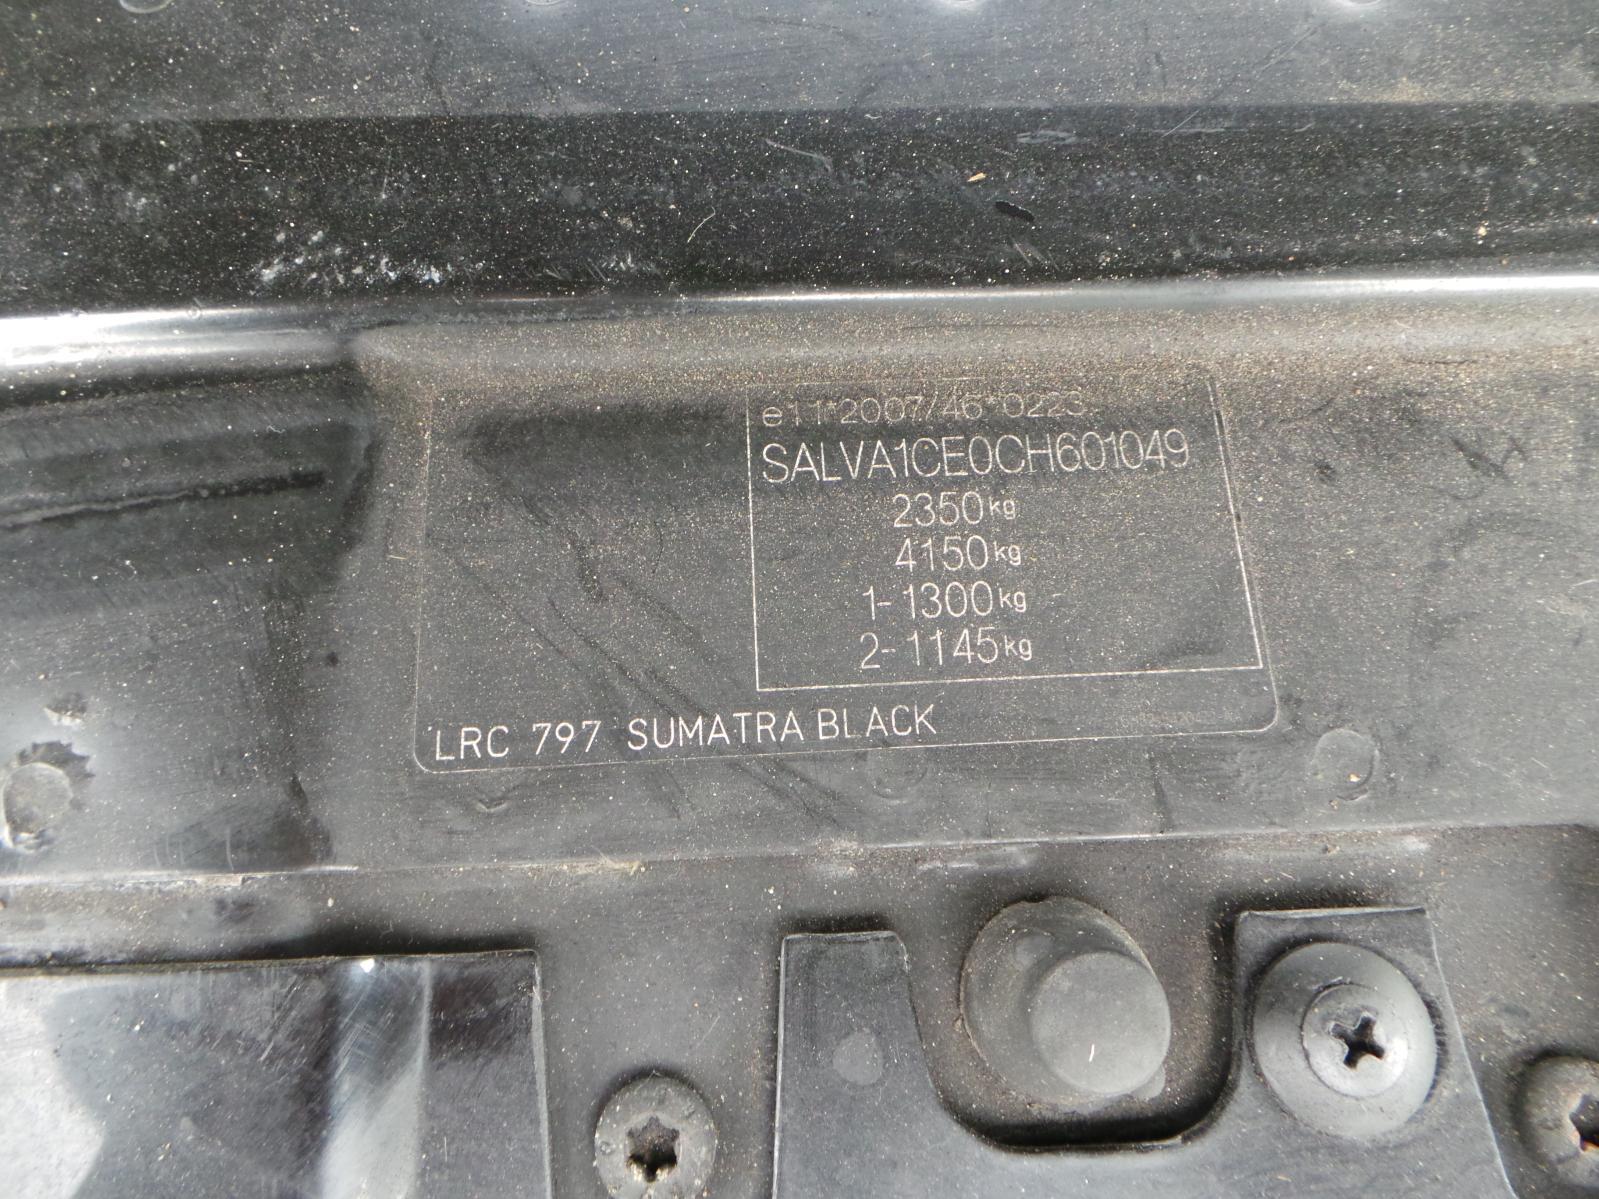 e11*2007/46*0223
SALVA1CE0CH601049
2350kg
4150kg
1-1300kg
2-1145kg
LRC 797 SUMATRA BLACK